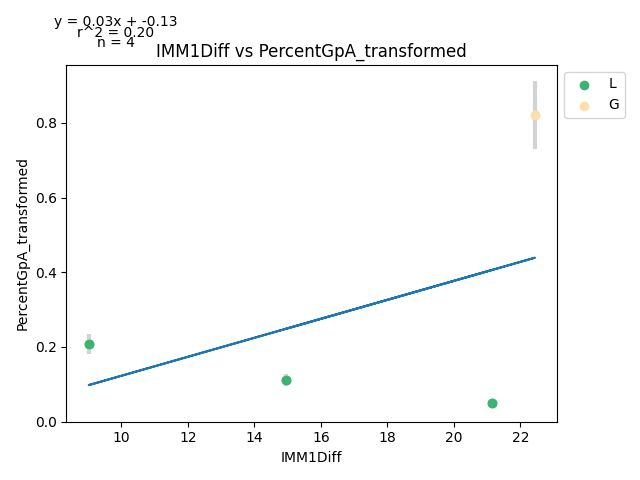 y = 0.03x + -0.13
r^2 = 0.20
n = 4
IMM1Diff vs PercentGpA_transformed
L
G
PercentGpA_transformed
0.8
0.6
0.4
0.2
0.0
10 12 14 16 18 20 22
IMM1Diff